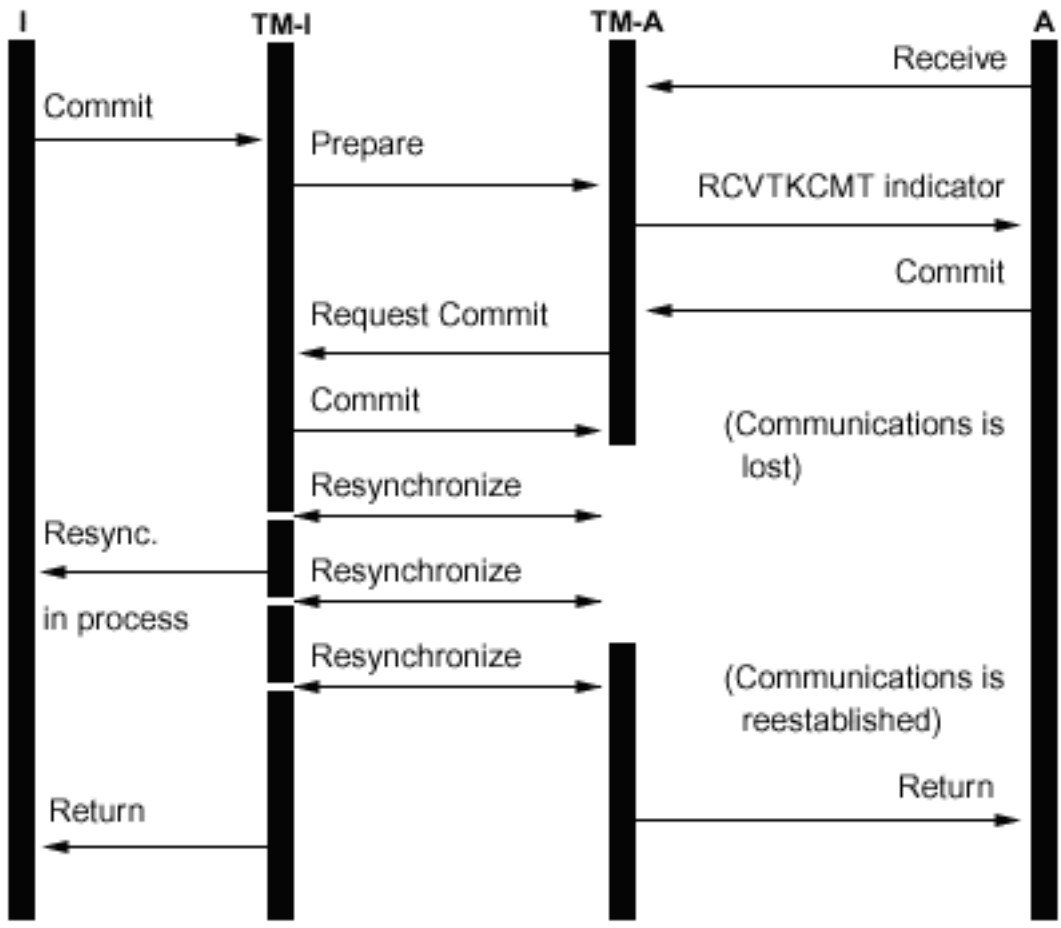 I TM-I TM-A A
Receive
Commit
Prepare
RCVTKCMT indicator
Commit
Request Commit
Commit
(Communications is
lost)
Resynchronize
Resync.
Resynchronize
in process
Resynchronize
(Communications is
reestablished)
Return
Return